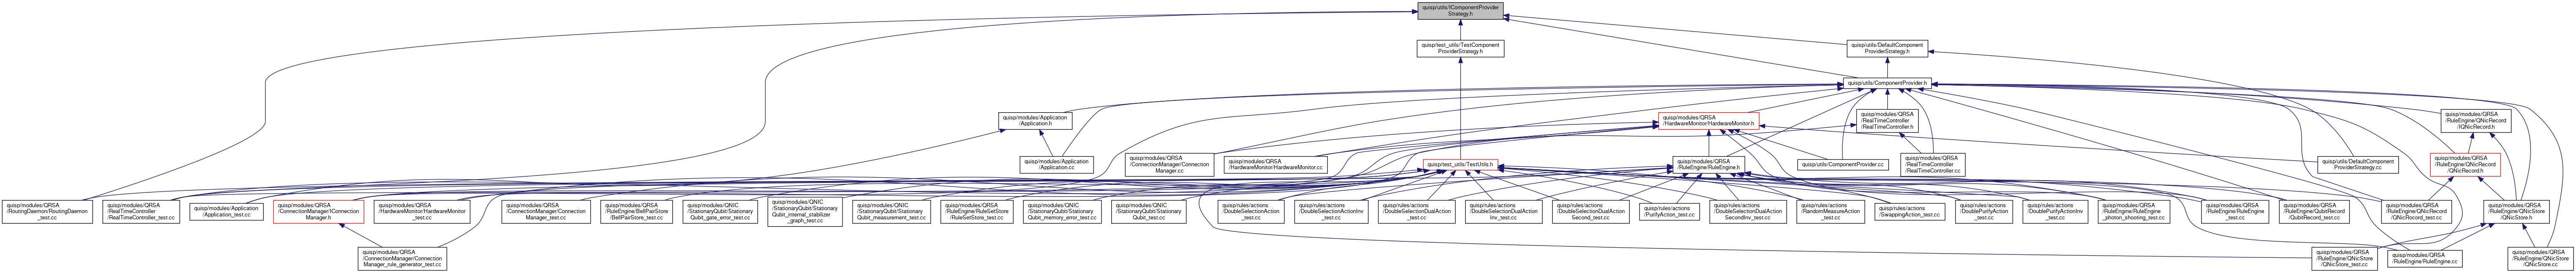 quisp/utils/IComponentProvider
Strategy.h
quisp/test_utils/TestComponent
ProviderStrategy.h
quisp/utils/DefaultComponent
ProviderStrategy.h
quisp/utils/ComponentProvider.h
quisp/modules/Application
/Application.h
quisp/modules/QRSA
/HardwareMonitor/HardwareMonitor.h
quisp/modules/QRSA
/RealTimeController
/RealTimeController.h
quisp/modules/QRSA
/RuleEngine/QNicRecord
/IQNicRecord.h
quisp/modules/Application
/Application.cc
quisp/modules/QRSA
/ConnectionManager/Connection
Manager.cc
quisp/modules/QRSA
/HardwareMonitor/HardwareMonitor.cc
quisp/test_utils/TestUtils.h
quisp/modules/QRSA
/RuleEngine/RuleEngine.h
quisp/utils/ComponentProvider.cc
quisp/modules/QRSA
/RealTimeController
/RealTimeController.cc
quisp/utils/DefaultComponent
ProviderStrategy.cc
quisp/modules/QRSA
/RuleEngine/QNicRecord
/QNicRecord.h
quisp/modules/QRSA
/RoutingDaemon/RoutingDaemon
_test.cc
quisp/modules/QRSA
/RealTimeController
/RealTimeController_test.cc
quisp/modules/Application
/Application_test.cc
quisp/modules/QRSA
/ConnectionManager/IConnection
Manager.h
quisp/modules/QRSA
/HardwareMonitor/HardwareMonitor
_test.cc
quisp/modules/QRSA
/ConnectionManager/Connection
Manager_test.cc
quisp/modules/QRSA
/RuleEngine/BellPairStore
/BellPairStore_test.cc
quisp/modules/QNIC
/StationaryQubit/Stationary
Qubit_gate_error_test.cc
quisp/modules/QNIC
/StationaryQubit/Stationary
Qubit_internal_stabilizer
_graph_test.cc
quisp/modules/QNIC
/StationaryQubit/Stationary
Qubit_measurement_test.cc
quisp/modules/QRSA
/RuleEngine/RuleSetStore
/RuleSetStore_test.cc
quisp/modules/QNIC
/StationaryQubit/Stationary
Qubit_memory_error_test.cc
quisp/modules/QNIC
/StationaryQubit/Stationary
Qubit_test.cc
quisp/rules/actions
/DoubleSelectionAction
_test.cc
quisp/rules/actions
/DoubleSelectionActionInv
_test.cc
quisp/rules/actions
/DoubleSelectionDualAction
_test.cc
quisp/rules/actions
/DoubleSelectionDualAction
Inv_test.cc
quisp/rules/actions
/DoubleSelectionDualAction
Second_test.cc
quisp/rules/actions
/PurifyAction_test.cc
quisp/rules/actions
/DoubleSelectionDualAction
SecondInv_test.cc
quisp/rules/actions
/RandomMeasureAction
_test.cc
quisp/rules/actions
/SwappingAction_test.cc
quisp/rules/actions
/DoublePurifyAction
_test.cc
quisp/rules/actions
/DoublePurifyActionInv
_test.cc
quisp/modules/QRSA
/RuleEngine/RuleEngine
_photon_shooting_test.cc
quisp/modules/QRSA
/RuleEngine/RuleEngine
_test.cc
quisp/modules/QRSA
/RuleEngine/QubitRecord
/QubitRecord_test.cc
quisp/modules/QRSA
/RuleEngine/QNicRecord
/QNicRecord_test.cc
quisp/modules/QRSA
/RuleEngine/QNicStore
/QNicStore.h
quisp/modules/QRSA
/ConnectionManager/Connection
Manager_rule_generator_test.cc
quisp/modules/QRSA
/RuleEngine/QNicStore
/QNicStore_test.cc
quisp/modules/QRSA
/RuleEngine/RuleEngine.cc
quisp/modules/QRSA
/RuleEngine/QNicStore
/QNicStore.cc